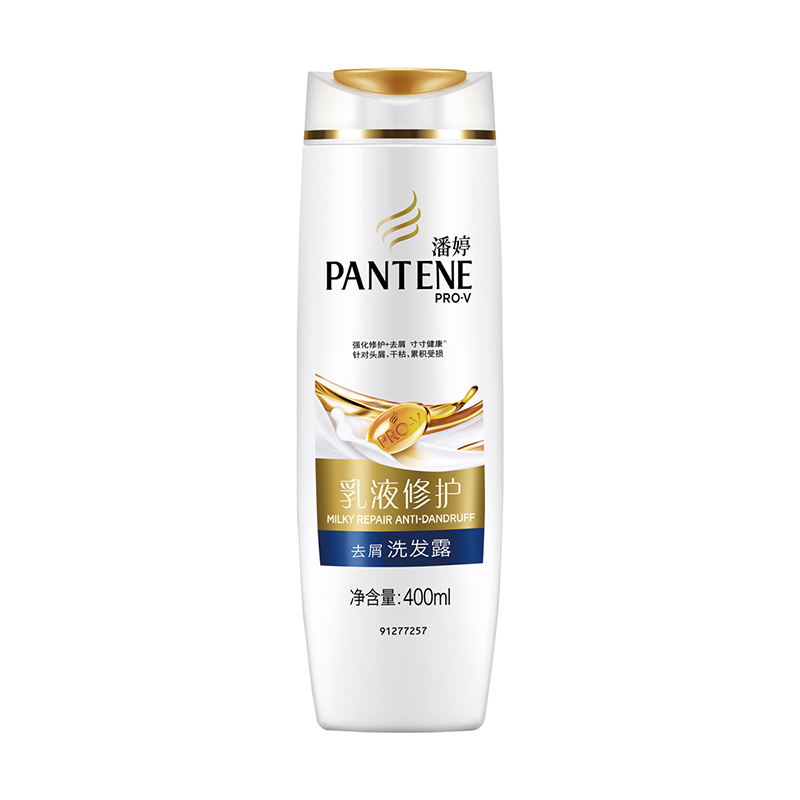 潘婷
PANTENE
PRO-V
强化修护+去屑 寸寸健康^
针对头屑、干枯、累积受损
PRO-V
乳液修护
MILKY REPAIR ANTI-DANDRUFF
去屑 洗发露
净含量: 400ml
91277257